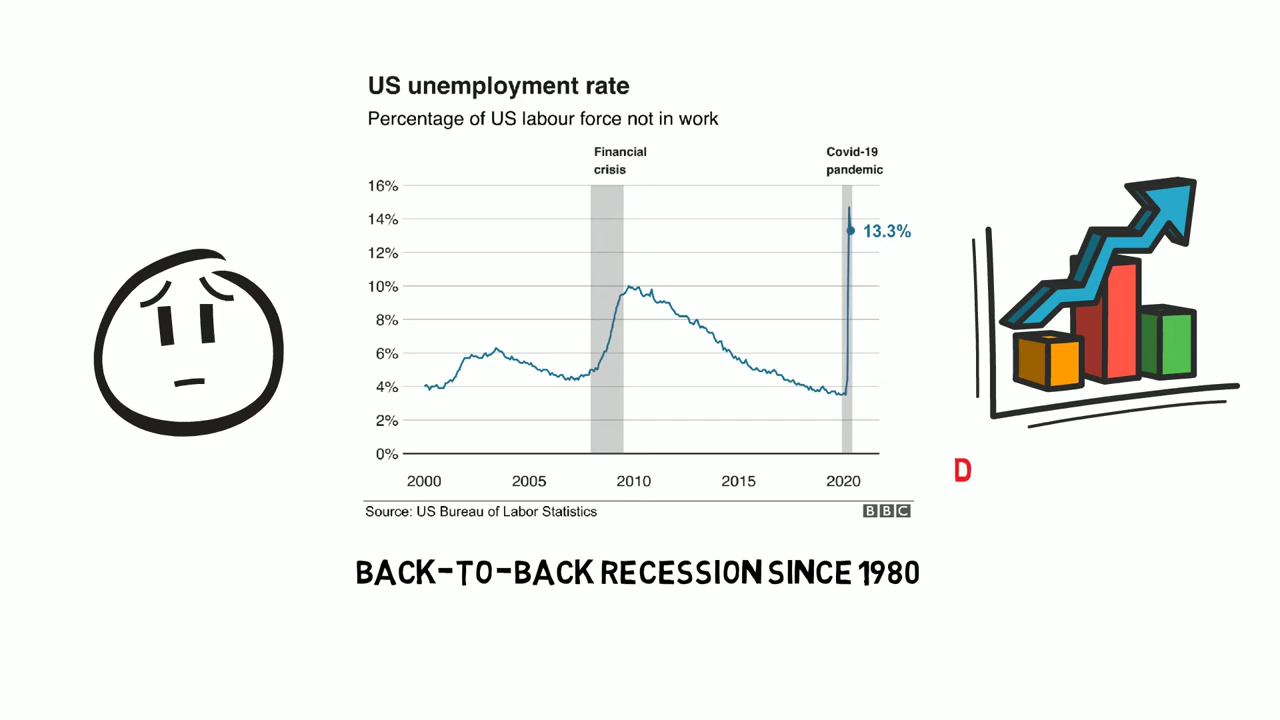 US unemployment rate
Percentage of US labour force not in work
Financial crisis
Covid-19 pandemic
16%
14%
13.3%
12%
10%
8%
6%
4%
2%
0%
2000 2005 2010 2015 2020
D
Source: US Bureau of Labor Statistics BBC
BACK-TO-BACK RECESSION SINCE 1980